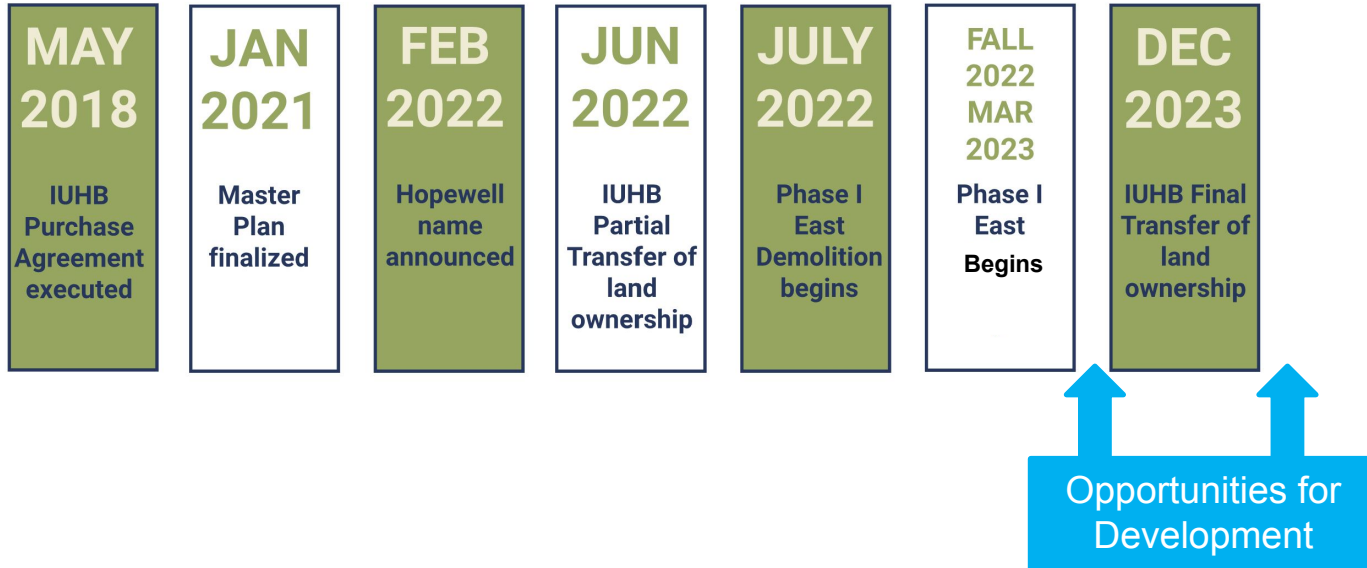 MAY
2018
IUHB
Purchase
Agreement
executed
JAN
2021
Master
Plan
finalized
FEB
2022
Hopewell
name
announced
JUN
2022
IUHB
Partial
Transfer of
land
ownership
JULY
2022
Phase I
East
Demolition
begins
FALL
2022
MAR
2023
Phase I
East
Begins
DEC
2023
IUHB Final
Transfer of
land
ownership
Opportunities for
Development